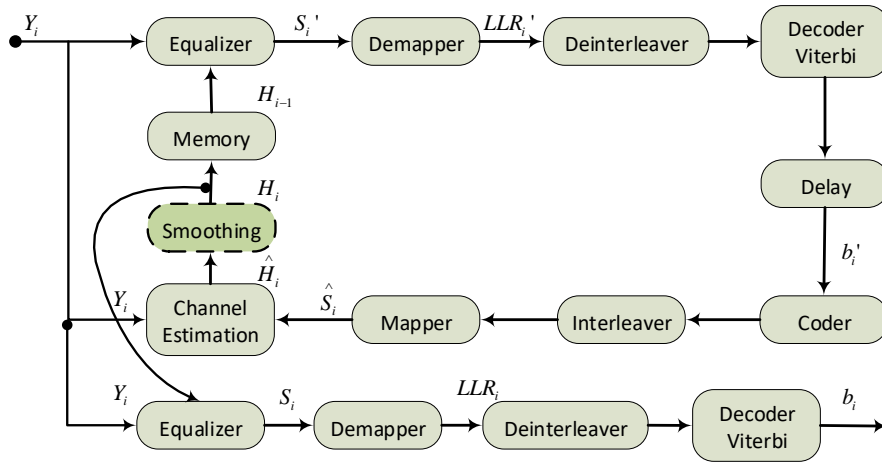 Y_i
Equalizer
S_i'
Demapper
LLR_i'
Deinterleaver
Decoder
Viterbi
H_{i-1}
Memory
Delay
H_i
Smoothing
b_i'
Ĥ_i
Y_i
Channel
Estimation
Ŝ_i
Mapper
Interleaver
Coder
Y_i
Equalizer
S_i
Demapper
LLR_i
Deinterleaver
Decoder
Viterbi
b_i